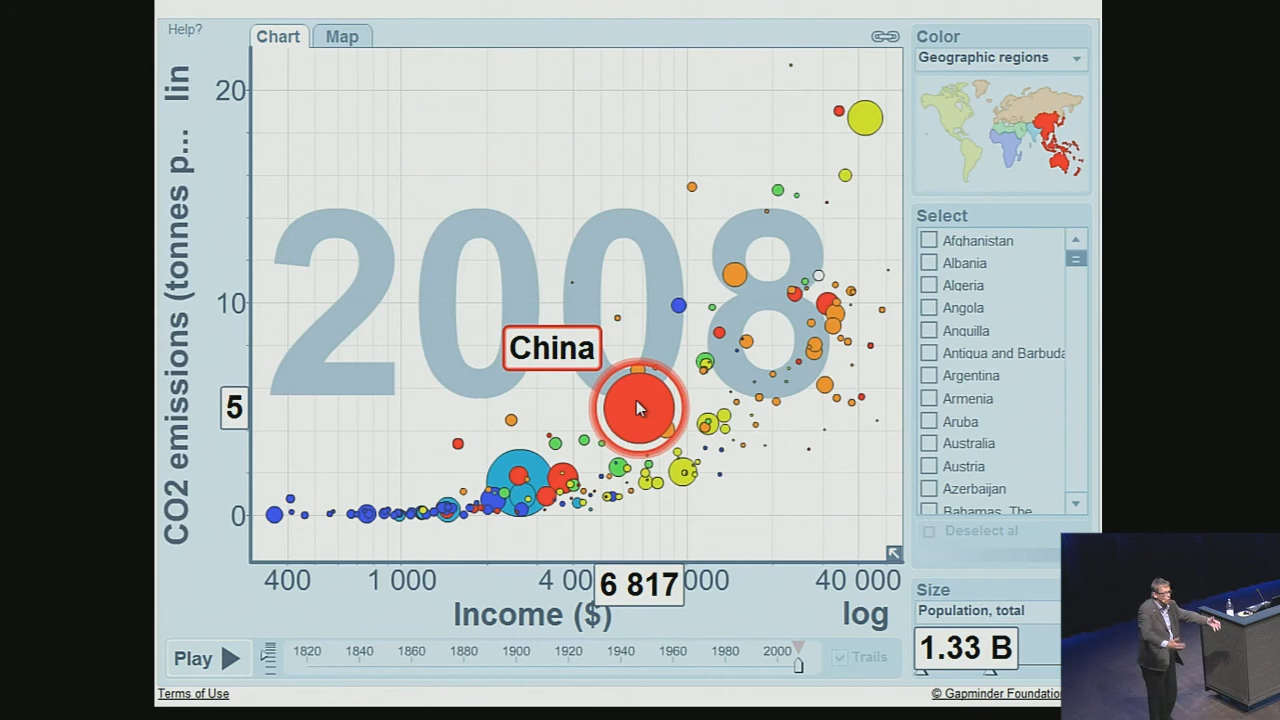 Help?
Chart
Map
lin
CO2 emissions (tonnes p...
20
10
5
0
2008
China
400
1 000
4 00
6 817
000
40 000
Income ($)
log
Play
1820
1840
1860
1880
1900
1920
1940
1960
1980
2000
Trails
Terms of Use
© Gapminder Foundatio
Color
Geographic regions
Select
Afghanistan
Albania
Algeria
Angola
Anguilla
Antigua and Barbuda
Argentina
Armenia
Aruba
Australia
Austria
Azerbaijan
Bahamas, The
Deselect al
Size
Population, total
1.33 B